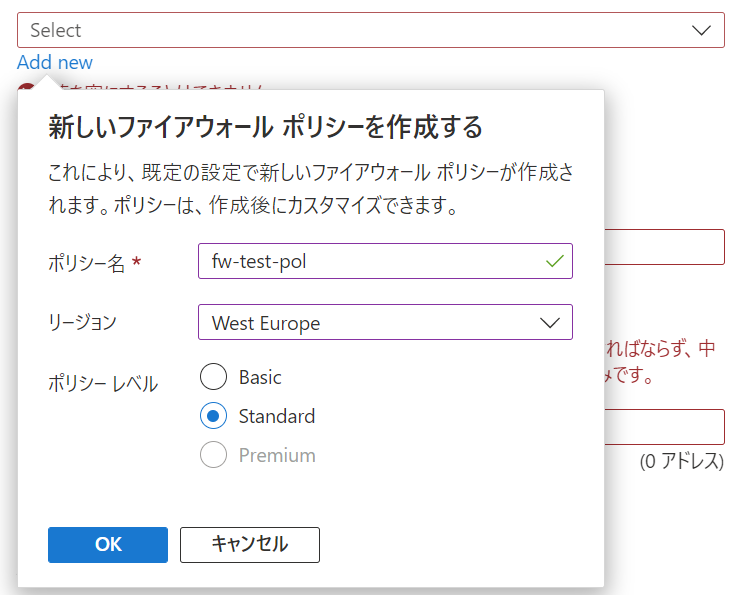 Select
Add new
新しいファイアウォール ポリシーを作成する
これにより、既定の設定で新しいファイアウォール ポリシーが作成さ
れます。ポリシーは、作成後にカスタマイズできます。
ポリシー名 *
fw-test-pol
リージョン
West Europe
ればならず、中
みです。
ポリシー レベル
Basic
Standard
Premium
(0 アドレス)
OK
キャンセル